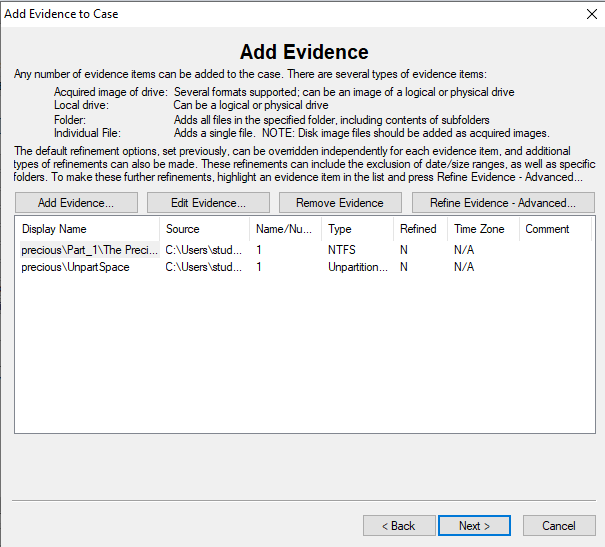 Add Evidence to Case
Add Evidence
Any number of evidence items can be added to the case. There are several types of evidence items:
Acquired image of drive: Several formats supported; can be an image of a logical or physical drive
Local drive: Can be a logical or physical drive
Folder: Adds all files in the specified folder, including contents of subfolders
Individual File: Adds a single file. NOTE: Disk image files should be added as acquired images.
The default refinement options, set previously, can be overridden independently for each evidence item, and additional
types of refinements can also be made. These refinements can include the exclusion of date/size ranges, as well as specific
folders. To make these further refinements, highlight an evidence item in the list and press Refine Evidence - Advanced...
Add Evidence... Edit Evidence... Remove Evidence Refine Evidence - Advanced...
Display Name Source Name/Nu... Type Refined Time Zone Comment
precious\Part_1\The Preci... C:\Users\stud... 1 NTFS N N/A
precious\UnpartSpace C:\Users\stud... 1 Unpartition... N N/A
< Back Next > Cancel